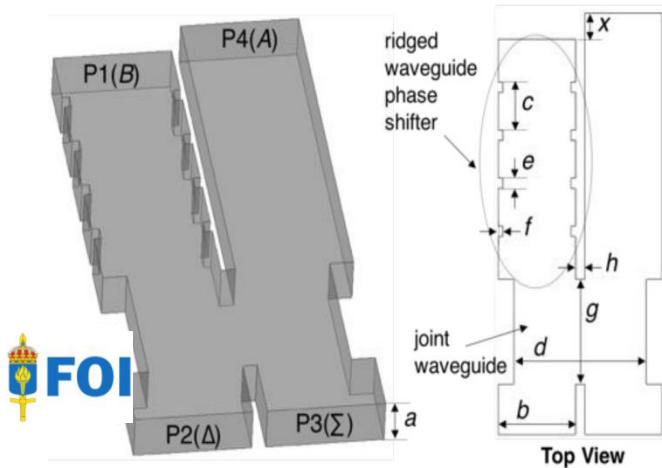 P1(B)
P4(A)
P2(Δ)
P3(∑)
a
FOI
ridged
waveguide
phase
shifter
x
c
e
f
h
g
joint
waveguide
d
b
Top View